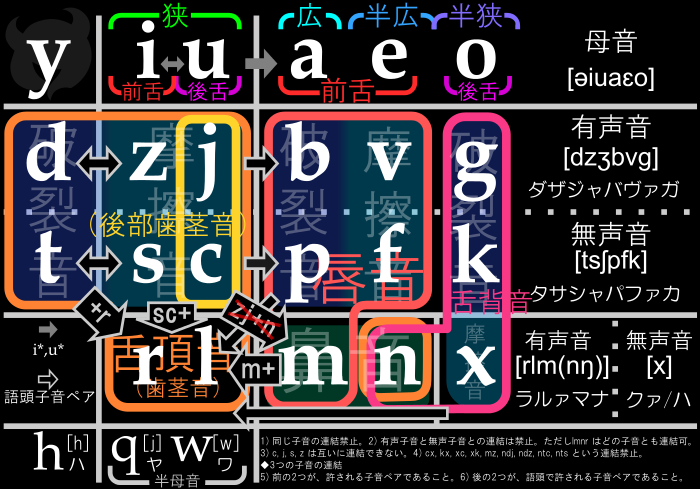 狭 広 半広 半狭
y i u a e o 母音
前舌 後舌 前舌 後舌 [əiuaɛo]
破 摩 破 摩 破 有声音
d z j b v g [dzʒbvg]
裂 擦 裂 擦 裂 ダザジャバヴァガ
(後部歯茎音) 無声音
t s c p f k [tsʃpfk]
音 音 音 唇音 舌背音 タサシャパファカ
+r sc+ 摩 有声音 無声音
i*,u* 舌頂音 r l m+ m n x [rlm(nŋ)] [x]
語頭子音ペア (歯茎音) 鼻 音 音 ラルァマナ クァ/ハ
h [h] q [j] w [w] 1) 同じ子音の連結禁止。2) 有声子音と無声子音との連結は禁止。ただしlmnr はどの子音とも連結可。
ハ ヤ ワ 3) c, j, s, z は互いに連結できない。4) cx, kx, xc, xk, mz, ndj, ndz, ntc, nts という連結禁止。
◆3つの子音の連結
半母音 5) 前の2つが、許される子音ペアであること。6) 後の2つが、語頭で許される子音ペアであること。